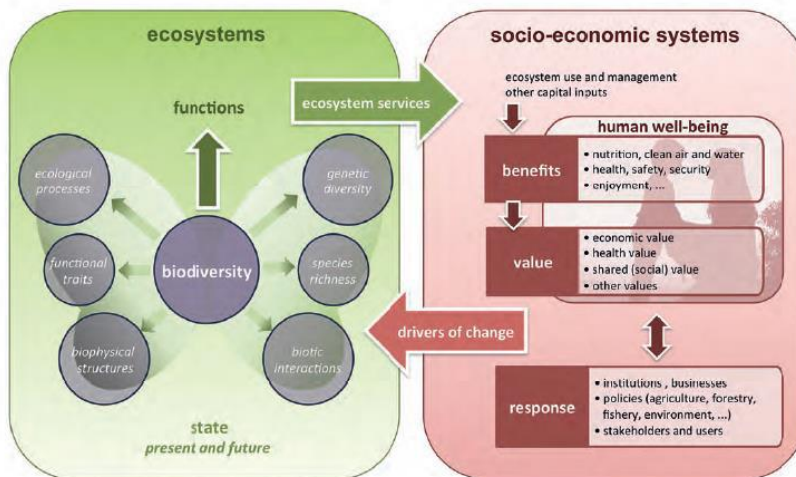 ecosystems
functions
ecological
processes
genetic
diversity
functional
traits
biodiversity
species
richness
biophysical
structures
biotic
interactions
state
present and future
ecosystem services
drivers of change
socio-economic systems
ecosystem use and management
other capital inputs
human well-being
benefits
• nutrition, clean air and water
• health, safety, security
• enjoyment, ...
value
• economic value
• health value
• shared (social) value
• other values
response
• institutions , businesses
• policies (agriculture, forestry,
fishery, environment, ...)
• stakeholders and users